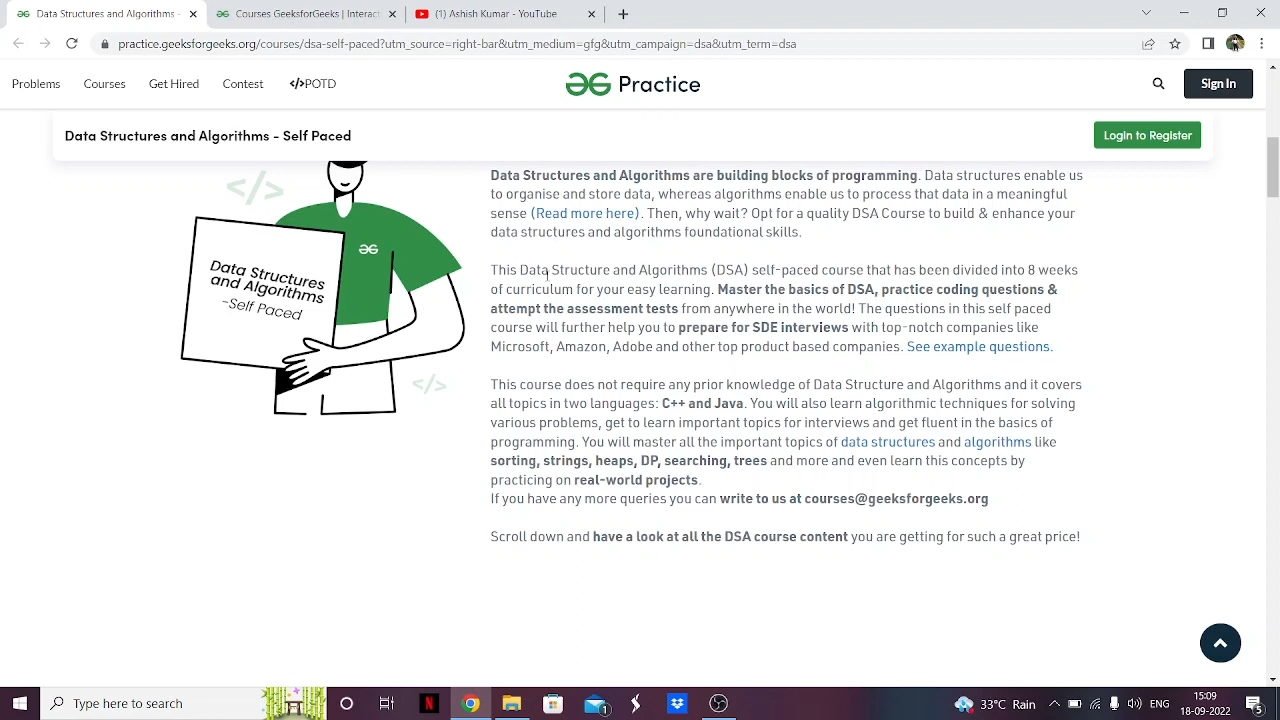 Data Structures and Algorithms -
Courses GeeksforGeeks | Interact
(1) Ashish Kumar - YouTube
practice.geeksforgeeks.org/courses/dsa-self-paced?utm_source=right-bar&utm_medium=gfg&utm_campaign=dsa&utm_term=dsa
Problems Courses Get Hired Contest </>POTD Practice Sign In
Data Structures and Algorithms - Self Paced Login to Register
</>
Data Structures
and Algorithms
-Self Paced
</>
Data Structures and Algorithms are building blocks of programming. Data structures enable us
to organise and store data, whereas algorithms enable us to process that data in a meaningful
sense (Read more here). Then, why wait? Opt for a quality DSA Course to build & enhance your
data structures and algorithms foundational skills.
This Data Structure and Algorithms (DSA) self-paced course that has been divided into 8 weeks
of curriculum for your easy learning. Master the basics of DSA, practice coding questions &
attempt the assessment tests from anywhere in the world! The questions in this self paced
course will further help you to prepare for SDE interviews with top-notch companies like
Microsoft, Amazon, Adobe and other top product based companies. See example questions.
This course does not require any prior knowledge of Data Structure and Algorithms and it covers
all topics in two languages: C++ and Java. You will also learn algorithmic techniques for solving
various problems, get to learn important topics for interviews and get fluent in the basics of
programming. You will master all the important topics of data structures and algorithms like
sorting, strings, heaps, DP, searching, trees and more and even learn this concepts by
practicing on real-world projects.
If you have any more queries you can write to us at courses@geeksforgeeks.org
Scroll down and have a look at all the DSA course content you are getting for such a great price!
Type here to search
N
1
33°C Rain
ENG
15:09
18-09-2022
5